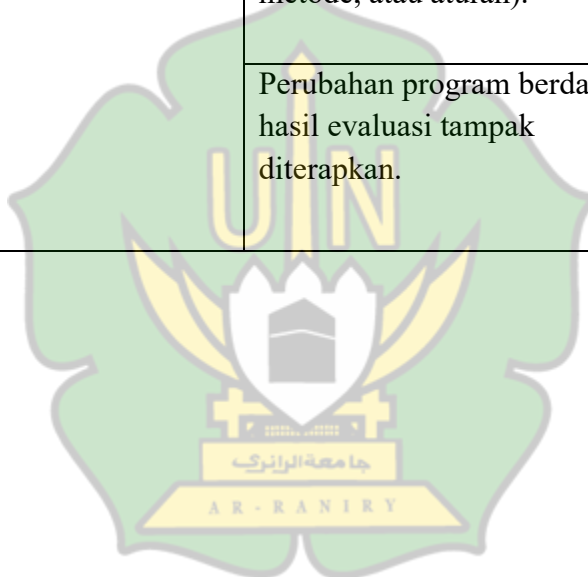 metode, atau aturan).
Perubahan program berda
hasil evaluasi tampak
diterapkan.
UIN
جامعة الرانري
AR-RANIRY